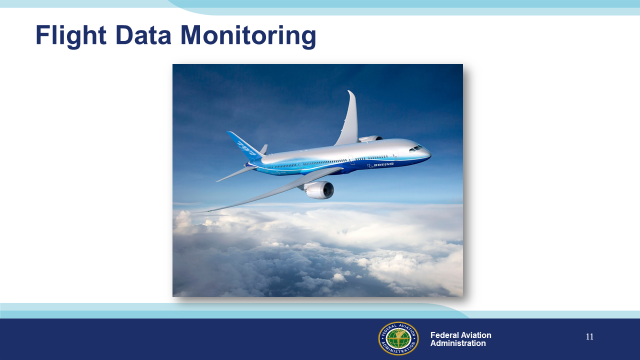 Flight Data Monitoring
Federal Aviation
Administration
11